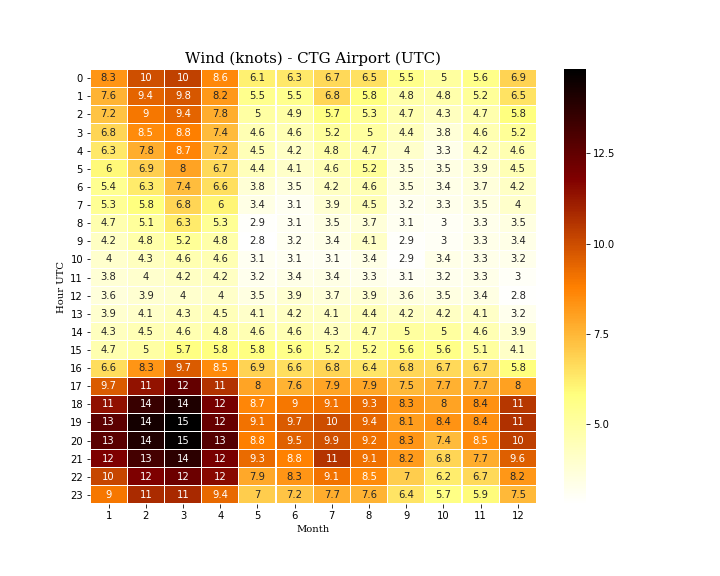 Wind (knots) - CTG Airport (UTC)
0 8.3 10 10 8.6 6.1 6.3 6.7 6.5 5.5 5 5.6 6.9
1 7.6 9.4 9.8 8.2 5.5 5.5 6.8 5.8 4.8 4.8 5.2 6.5
2 7.2 9 9.4 7.8 5 4.9 5.7 5.3 4.7 4.3 4.7 5.8
3 6.8 8.5 8.8 7.4 4.6 4.6 5.2 5 4.4 3.8 4.6 5.2
4 6.3 7.8 8.7 7.2 4.5 4.2 4.8 4.7 4 3.3 4.2 4.6
5 6 6.9 8 6.7 4.4 4.1 4.6 5.2 3.5 3.5 3.9 4.5
6 5.4 6.3 7.4 6.6 3.8 3.5 4.2 4.6 3.5 3.4 3.7 4.2
7 5.3 5.8 6.8 6 3.4 3.1 3.9 4.5 3.2 3.3 3.5 4
8 4.7 5.1 6.3 5.3 2.9 3.1 3.5 3.7 3.1 3 3.3 3.5
9 4.2 4.8 5.2 4.8 2.8 3.2 3.4 4.1 2.9 3 3.3 3.4
10 4 4.3 4.6 4.6 3.1 3.1 3.1 3.4 2.9 3.4 3.3 3.2
11 3.8 4 4.2 4.2 3.2 3.4 3.4 3.3 3.1 3.2 3.3 3
12 3.6 3.9 4 4 3.5 3.9 3.7 3.9 3.6 3.5 3.4 2.8
13 3.9 4.1 4.3 4.5 3.9 4.4 4.1 4.4 4.2 4.2 4.1 3.2
14 4.3 4.5 4.6 4.8 4.6 4.6 4.3 4.7 5 5 4.6 3.9
15 4.7 5 5.7 5.8 5.8 5.6 5.2 5.2 5.6 5.6 5.1 4.1
16 6.6 8.3 9.7 8.5 6.9 6.6 6.8 6.4 6.8 6.7 6.7 5.8
17 9.7 11 12 11 8 7.6 7.9 7.9 7.5 7.7 7.7 8
18 11 14 14 12 8.7 9 9.1 9.3 8.3 8 8.4 11
19 13 14 15 12 9.1 9.7 10 9.4 8.1 8.4 8.4 11
20 13 14 15 13 8.8 9.5 9.9 9.2 8.3 7.4 8.5 10
21 12 13 14 12 9.3 8.8 11 9.1 8.2 6.8 7.7 9.6
22 10 12 12 12 7.9 8.3 9.1 8.5 7 6.2 6.7 8.2
23 9 11 11 9.4 7 7.2 7.7 7.6 6.4 5.7 5.9 7.5
1 2 3 4 5 6 7 8 9 10 11 12
Month
Hour UTC
12.5
10.0
7.5
5.0